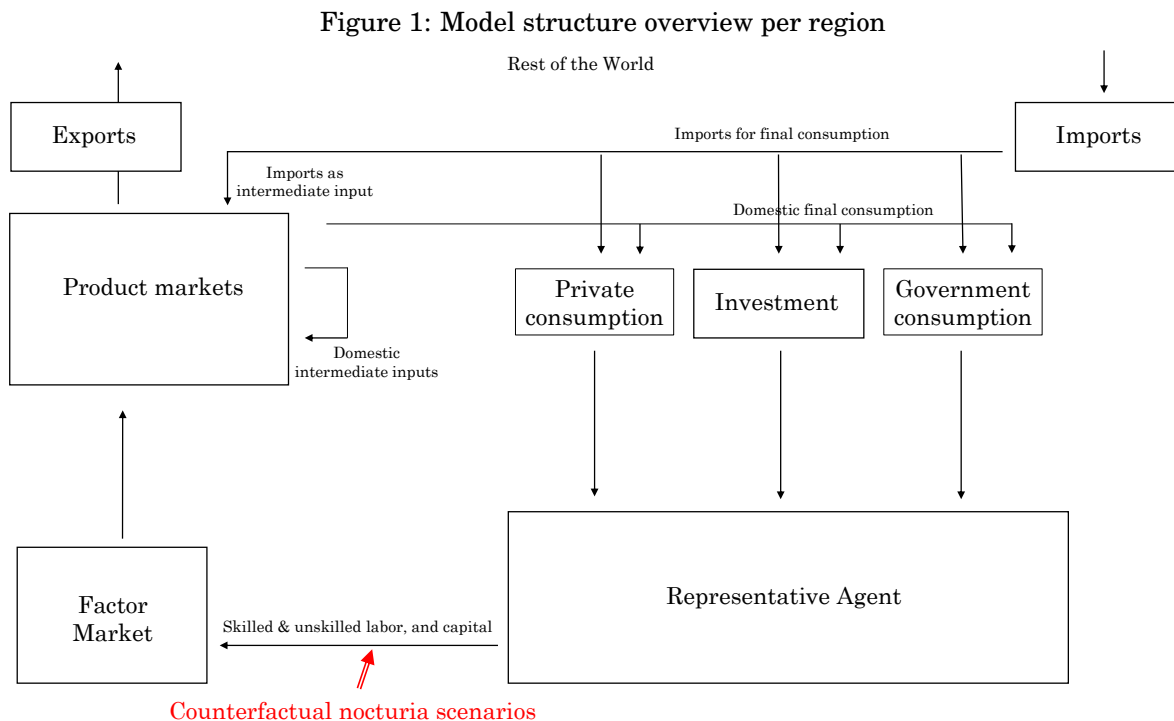 Figure 1: Model structure overview per region
Rest of the World
Exports
Imports for final consumption
Imports
Imports as
intermediate input
Domestic final consumption
Product markets
Private
consumption
Investment
Government
consumption
Domestic
intermediate inputs
Factor
Market
Skilled & unskilled labor, and capital
Representative Agent
Counterfactual nocturia scenarios